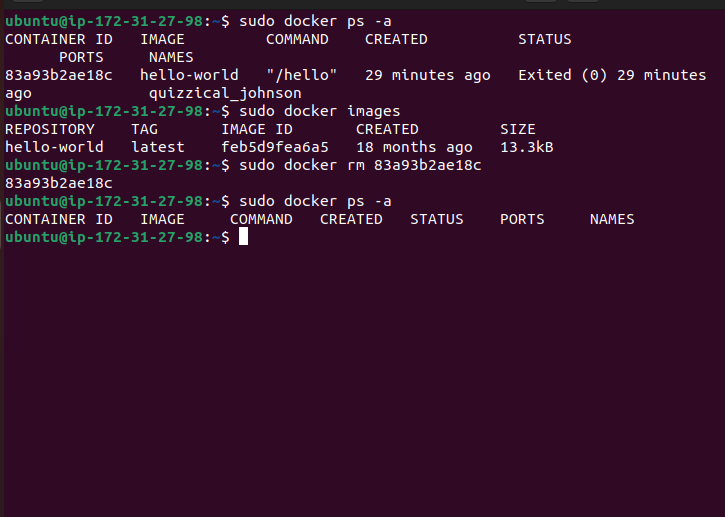 ubuntu@ip-172-31-27-98:~$ sudo docker ps -a
CONTAINER ID   IMAGE         COMMAND    CREATED          STATUS
      PORTS     NAMES
83a93b2ae18c   hello-world   "/hello"   29 minutes ago   Exited (0) 29 minutes
ago             quizzical_johnson
ubuntu@ip-172-31-27-98:~$ sudo docker images
REPOSITORY    TAG       IMAGE ID       CREATED         SIZE
hello-world   latest    feb5d9fea6a5   18 months ago   13.3kB
ubuntu@ip-172-31-27-98:~$ sudo docker rm 83a93b2ae18c
83a93b2ae18c
ubuntu@ip-172-31-27-98:~$ sudo docker ps -a
CONTAINER ID   IMAGE     COMMAND   CREATED   STATUS    PORTS     NAMES
ubuntu@ip-172-31-27-98:~$